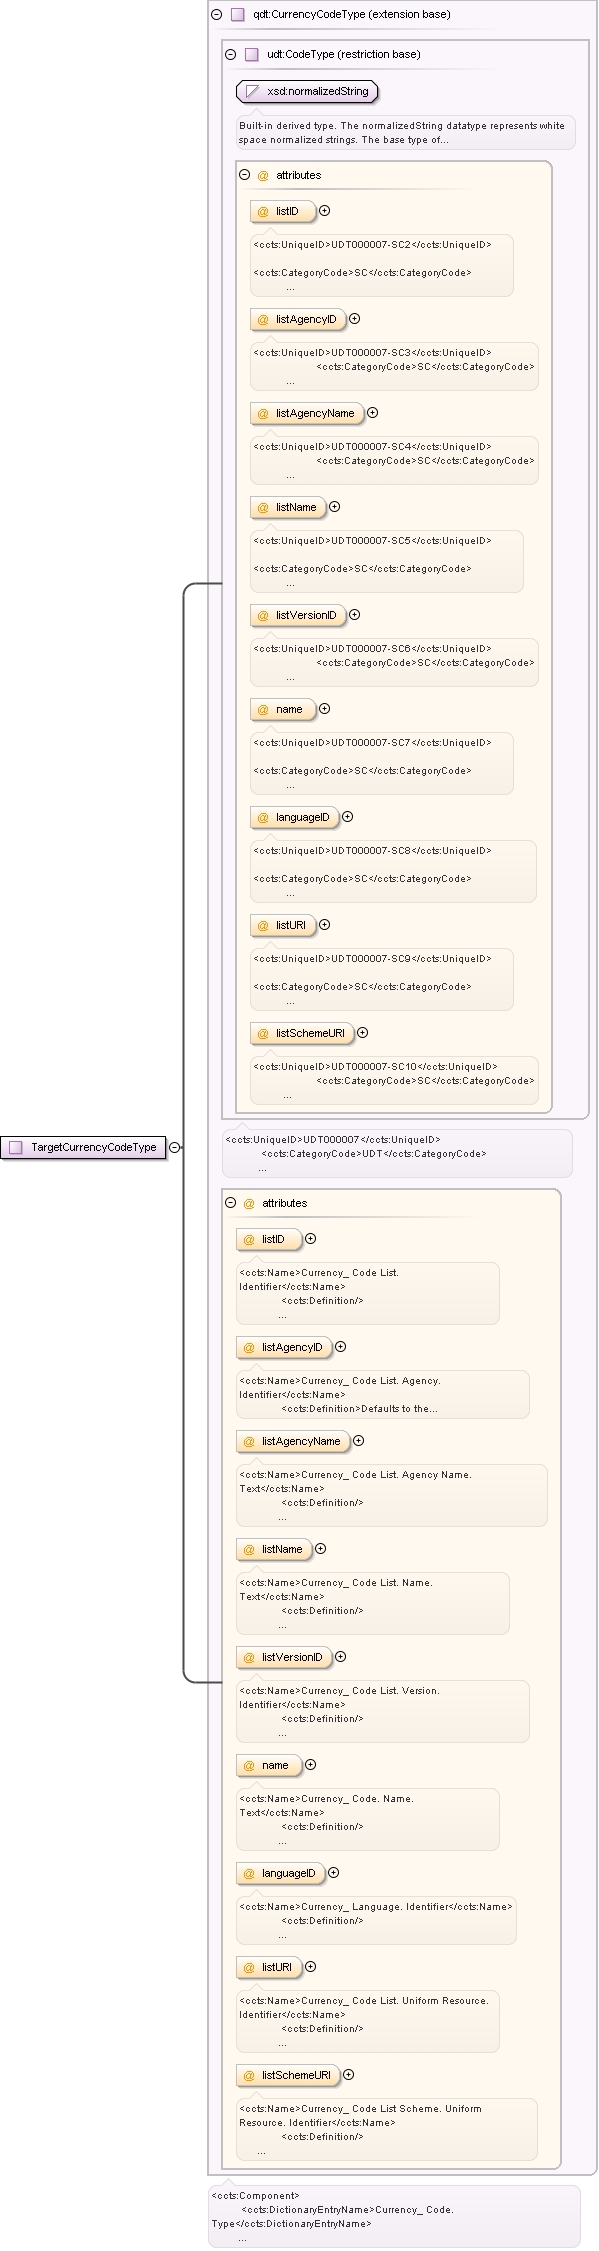 qdt:CurrencyCodeType (extension base)
udt:CodeType (restriction base)
xsd:normalizedString
Built-in derived type. The normalizedString datatype represents white
space normalized strings. The base type of...
@ attributes
@ listID
<ccts:UniqueID>UDT000007-SC2</ccts:UniqueID>
<ccts:CategoryCode>SC</ccts:CategoryCode>
...
@ listAgencyID
<ccts:UniqueID>UDT000007-SC3</ccts:UniqueID>
<ccts:CategoryCode>SC</ccts:CategoryCode>
...
@ listAgencyName
<ccts:UniqueID>UDT000007-SC4</ccts:UniqueID>
<ccts:CategoryCode>SC</ccts:CategoryCode>
...
@ listName
<ccts:UniqueID>UDT000007-SC5</ccts:UniqueID>
<ccts:CategoryCode>SC</ccts:CategoryCode>
...
@ listVersionID
<ccts:UniqueID>UDT000007-SC6</ccts:UniqueID>
<ccts:CategoryCode>SC</ccts:CategoryCode>
...
@ name
<ccts:UniqueID>UDT000007-SC7</ccts:UniqueID>
<ccts:CategoryCode>SC</ccts:CategoryCode>
...
@ languageID
<ccts:UniqueID>UDT000007-SC8</ccts:UniqueID>
<ccts:CategoryCode>SC</ccts:CategoryCode>
...
@ listURI
<ccts:UniqueID>UDT000007-SC9</ccts:UniqueID>
<ccts:CategoryCode>SC</ccts:CategoryCode>
...
@ listSchemeURI
<ccts:UniqueID>UDT000007-SC10</ccts:UniqueID>
<ccts:CategoryCode>SC</ccts:CategoryCode>
...
TargetCurrencyCodeType
<ccts:UniqueID>UDT000007</ccts:UniqueID>
<ccts:CategoryCode>UDT</ccts:CategoryCode>
...
@ attributes
@ listID
<ccts:Name>Currency_ Code List.
Identifier</ccts:Name>
<ccts:Definition/>
...
@ listAgencyID
<ccts:Name>Currency_ Code List. Agency.
Identifier</ccts:Name>
<ccts:Definition>Defaults to the...
@ listAgencyName
<ccts:Name>Currency_ Code List. Agency Name.
Text</ccts:Name>
<ccts:Definition/>
...
@ listName
<ccts:Name>Currency_ Code List. Name.
Text</ccts:Name>
<ccts:Definition/>
...
@ listVersionID
<ccts:Name>Currency_ Code List. Version.
Identifier</ccts:Name>
<ccts:Definition/>
...
@ name
<ccts:Name>Currency_ Code. Name.
Text</ccts:Name>
<ccts:Definition/>
...
@ languageID
<ccts:Name>Currency_ Language. Identifier</ccts:Name>
<ccts:Definition/>
...
@ listURI
<ccts:Name>Currency_ Code List. Uniform Resource.
Identifier</ccts:Name>
<ccts:Definition/>
...
@ listSchemeURI
<ccts:Name>Currency_ Code List Scheme. Uniform
Resource. Identifier</ccts:Name>
<ccts:Definition/>
...
<ccts:Component>
<ccts:DictionaryEntryName>Currency_ Code.
Type</ccts:DictionaryEntryName>
...